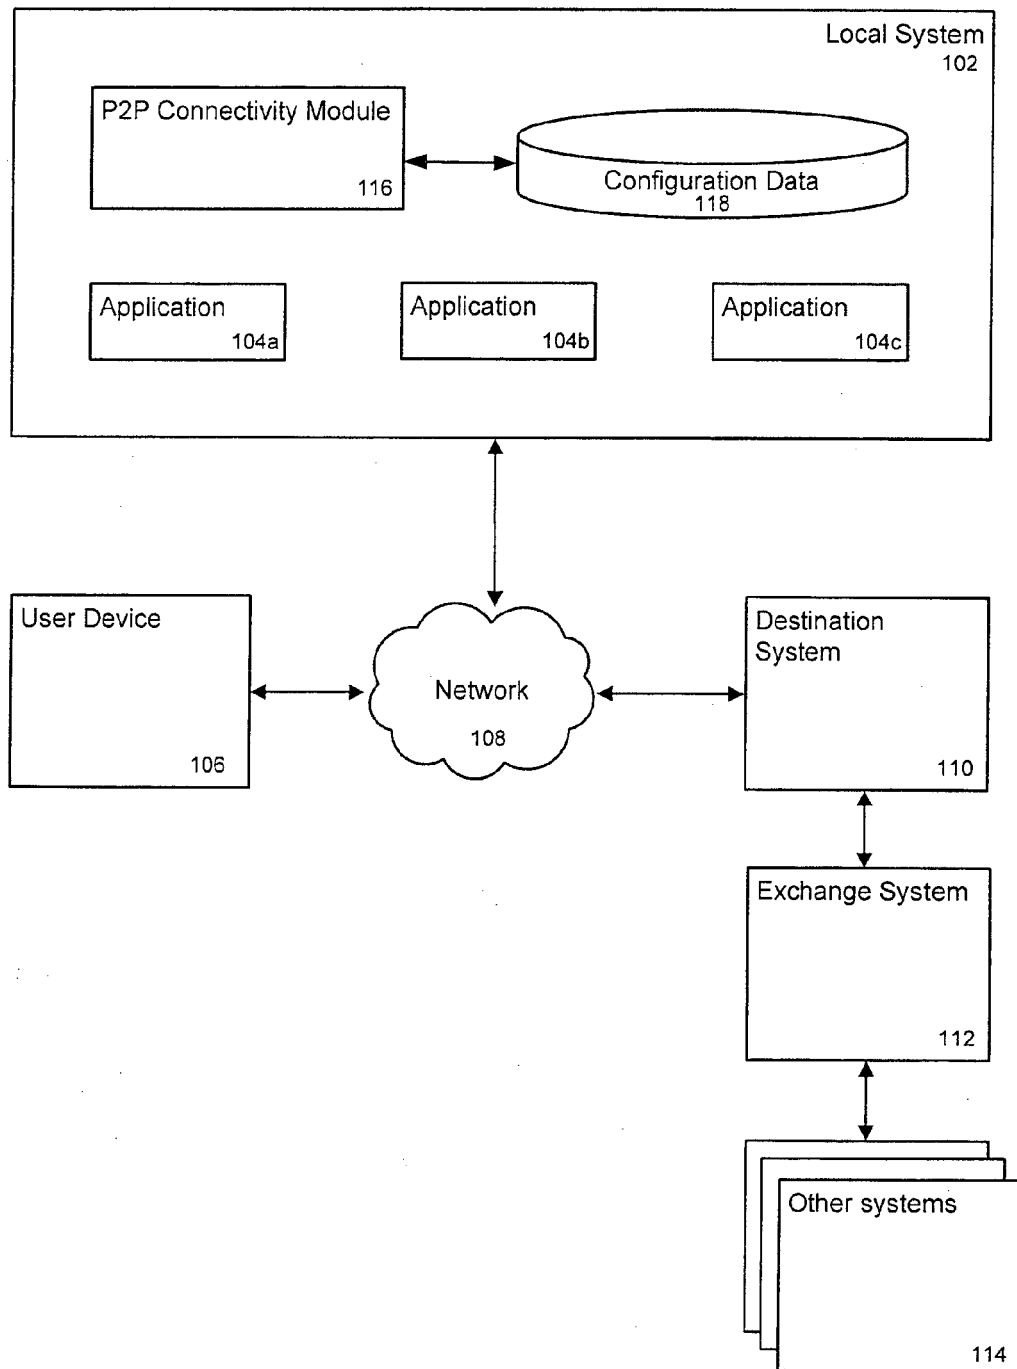 Local System
102
P2P Connectivity Module
116
Configuration Data
118
Application
104a
Application
104b
Application
104c
User Device
106
Network
108
Destination
System
110
Exchange System
112
Other systems
114